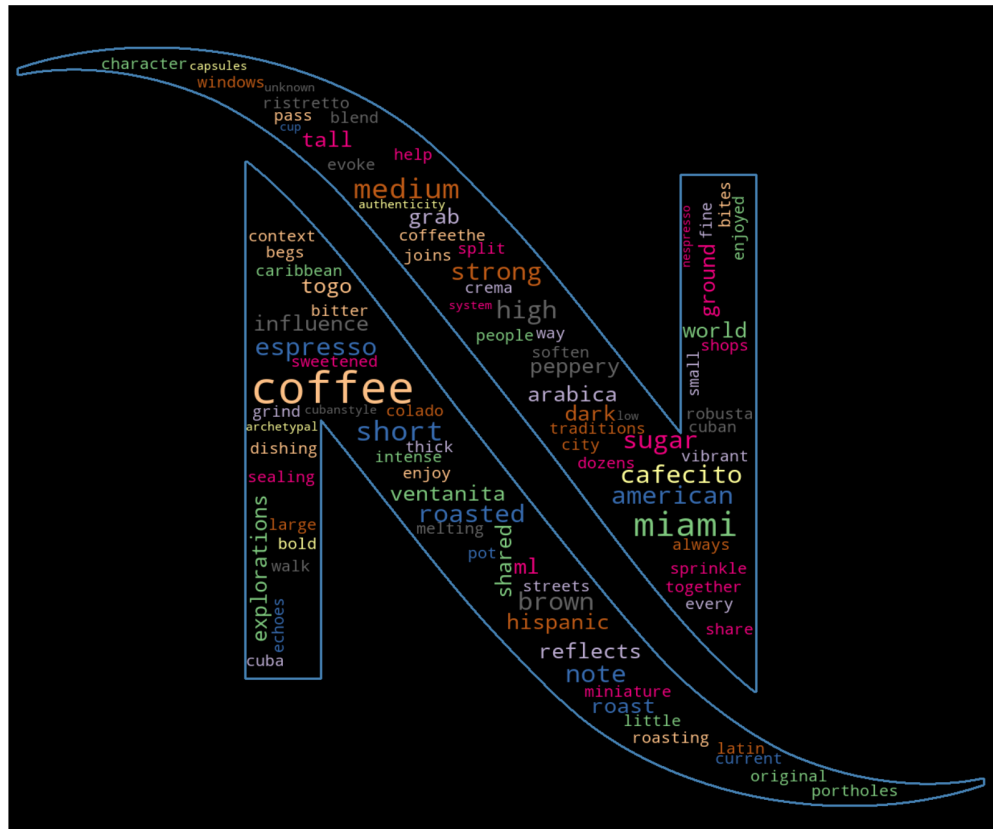 character capsules
windows unknown
ristretto
pass blend
cup
tall
help
evoke
medium
authenticity
grab
coffeethe
joins split
strong
crema
system high
people way
soften
peppery
arabica
dark low
traditions
city
dozens sugar
vibrant
cafecito
american
miami
always
sprinkle
together
every
share
nespresso
fine
bites
enjoyed
ground
world
shops
small
robusta
cuban
context
begs
caribbean
togo
bitter
influence
espresso
sweetened
coffee
grind cubanstyle colado
archetypal
short
thick
dishing
intense
enjoy
sealing
ventanita
roasted
melting
explorations
large
bold
walk
echoes
cuba
pot
shared
ml
streets
brown
hispanic
reflects
note
miniature
roast
little
roasting
latin
current
original
portholes